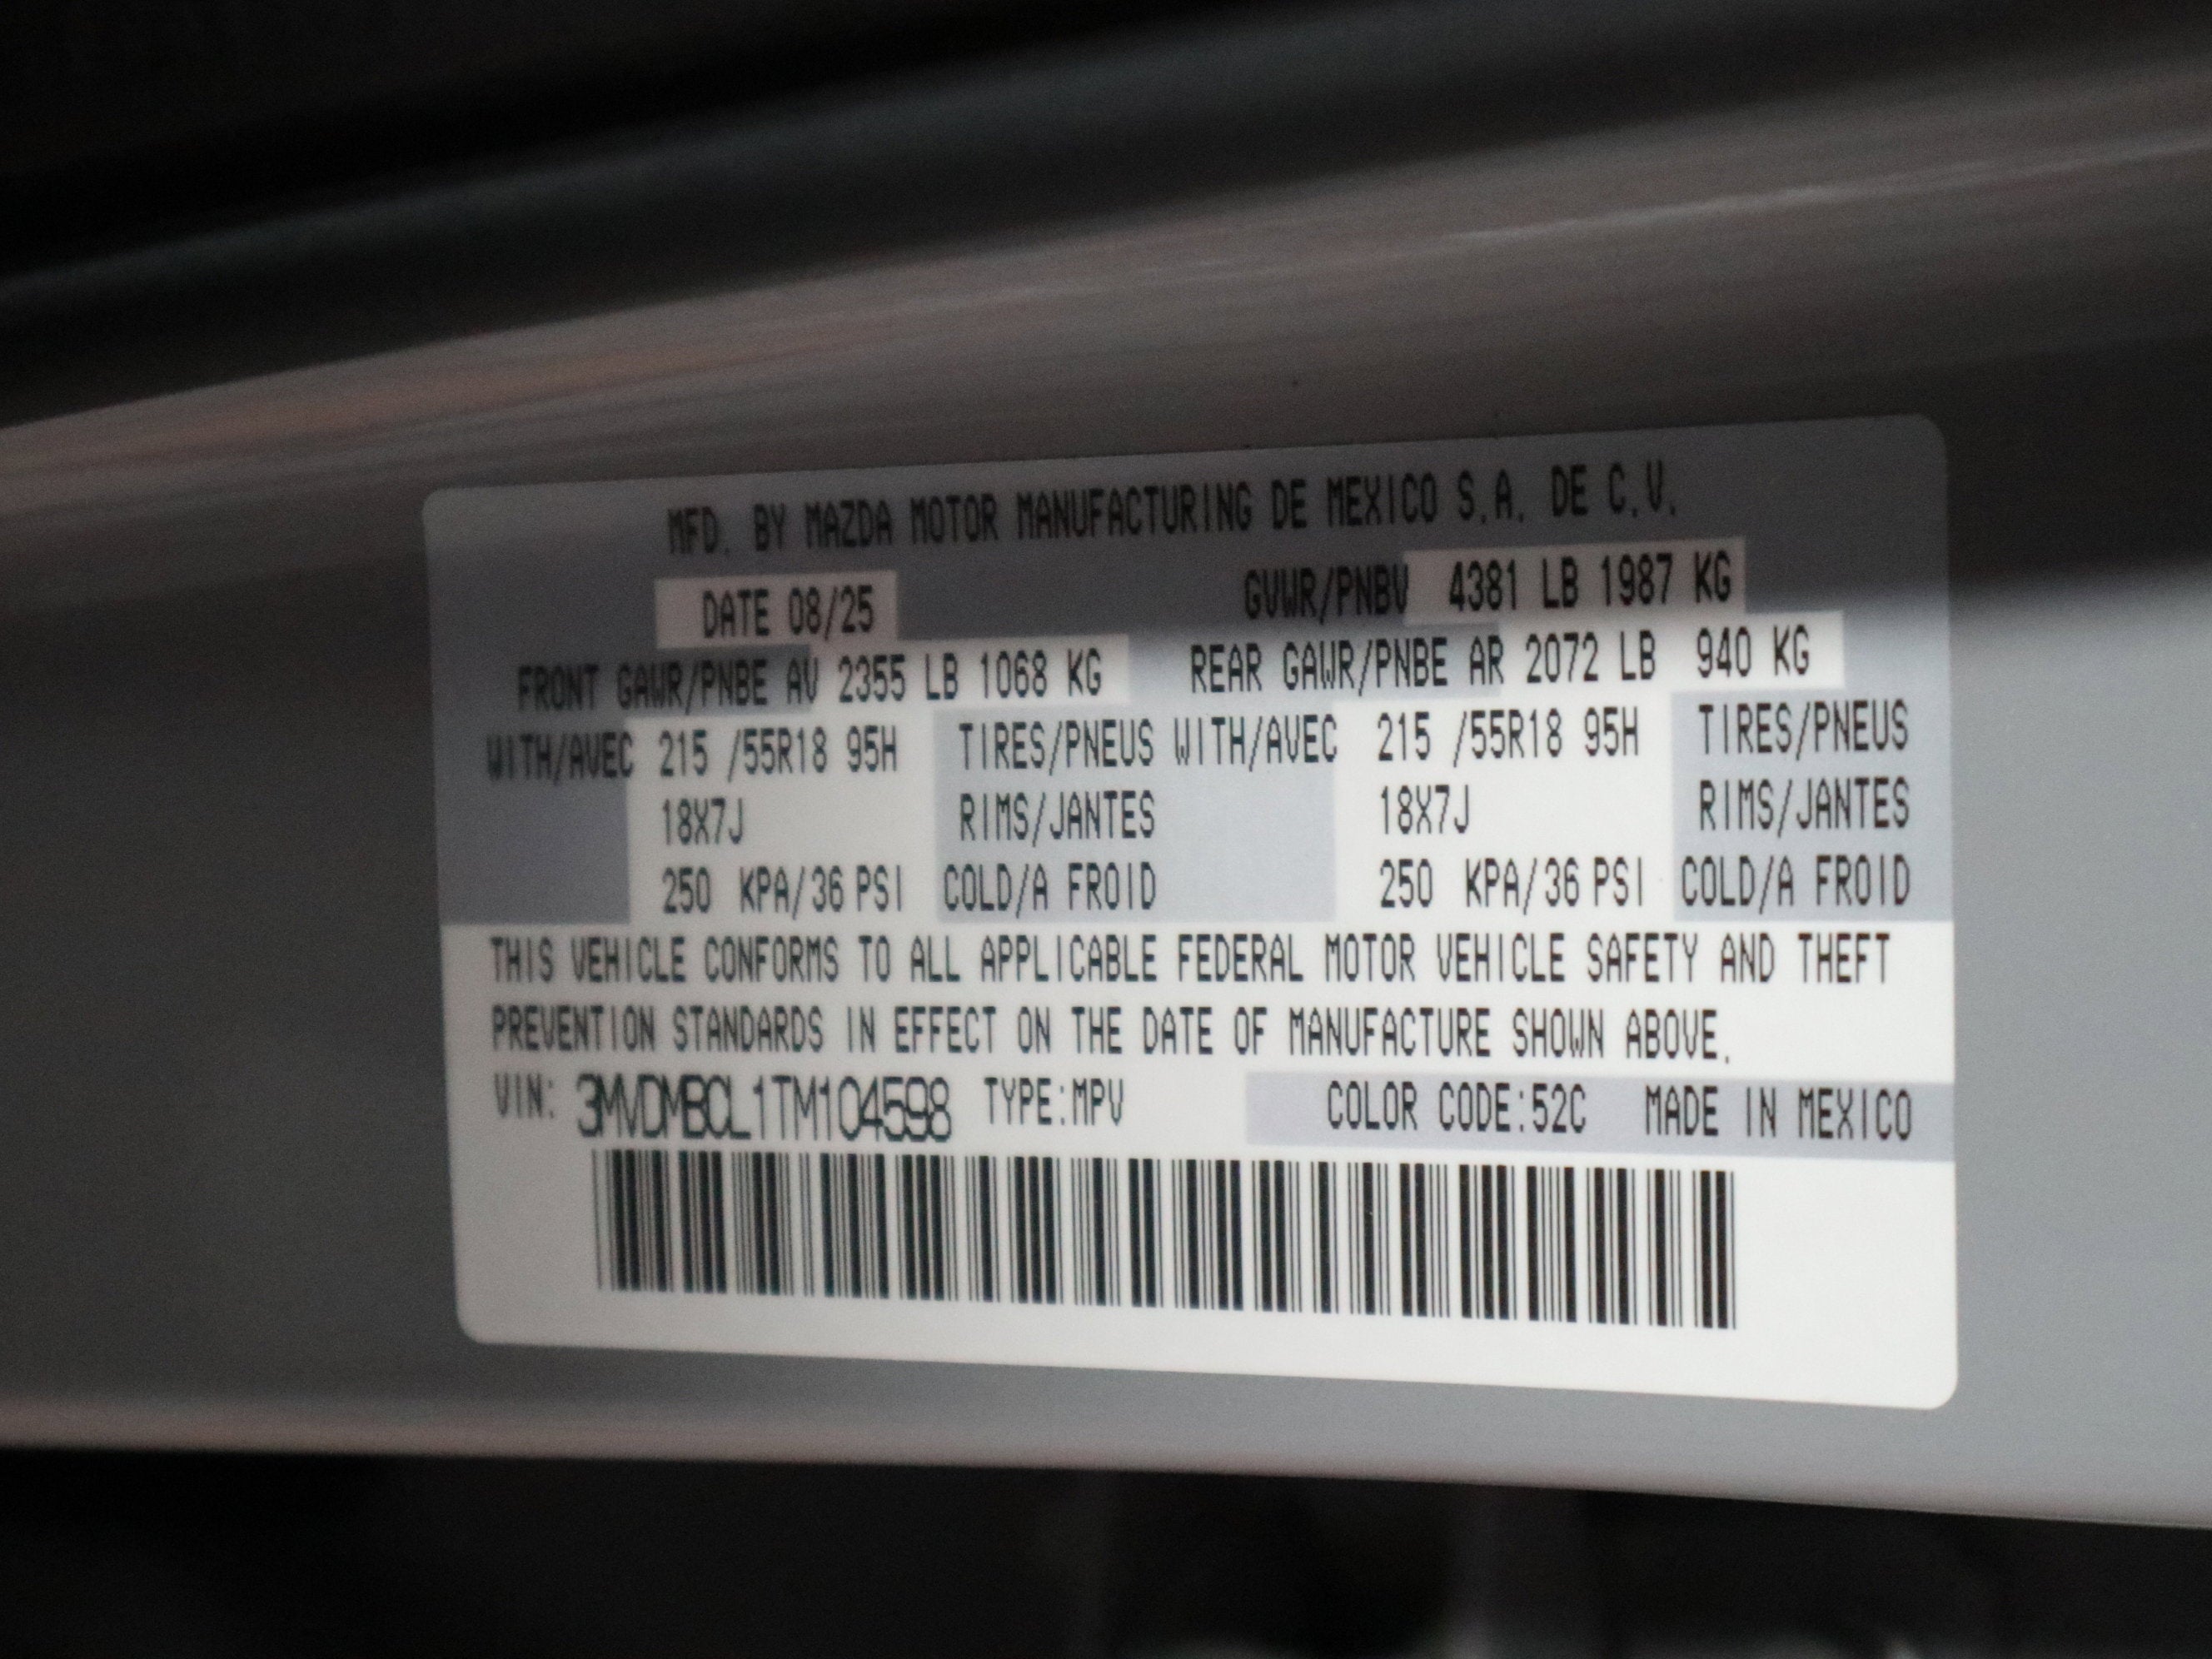 MFD. BY MAZDA MOTOR MANUFACTURING DE MEXICO S.A. DE C.V.
DATE 08/25 GVWR/PNBV 4381 LB 1987 KG
FRONT GAWR/PNBE AV 2355 LB 1068 KG REAR GAWR/PNBE AR 2072 LB 940 KG
WITH/AVEC 215 /55R18 95H TIRES/PNEUS WITH/AVEC 215 /55R18 95H TIRES/PNEUS
18X7J RIMS/JANTES 18X7J RIMS/JANTES
250 KPA/36 PSI COLD/A FROID 250 KPA/36 PSI COLD/A FROID
THIS VEHICLE CONFORMS TO ALL APPLICABLE FEDERAL MOTOR VEHICLE SAFETY AND THEFT
PREVENTION STANDARDS IN EFFECT ON THE DATE OF MANUFACTURE SHOWN ABOVE.
VIN: 3MVDMBCL1TM104598 TYPE:MPV COLOR CODE:52C MADE IN MEXICO